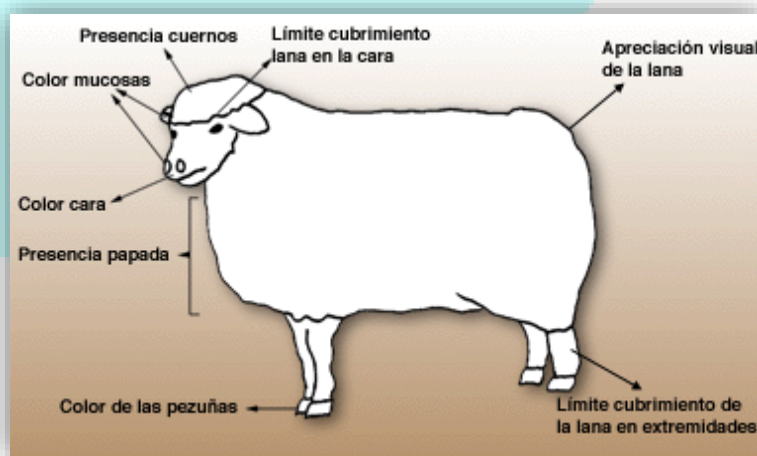 Presencia cuernos
Límite cubrimiento
lana en la cara
Apreciación visual
de la lana
Color mucosas
Color cara
Presencia papada
Color de las pezuñas
Límite cubrimiento de
la lana en extremidades